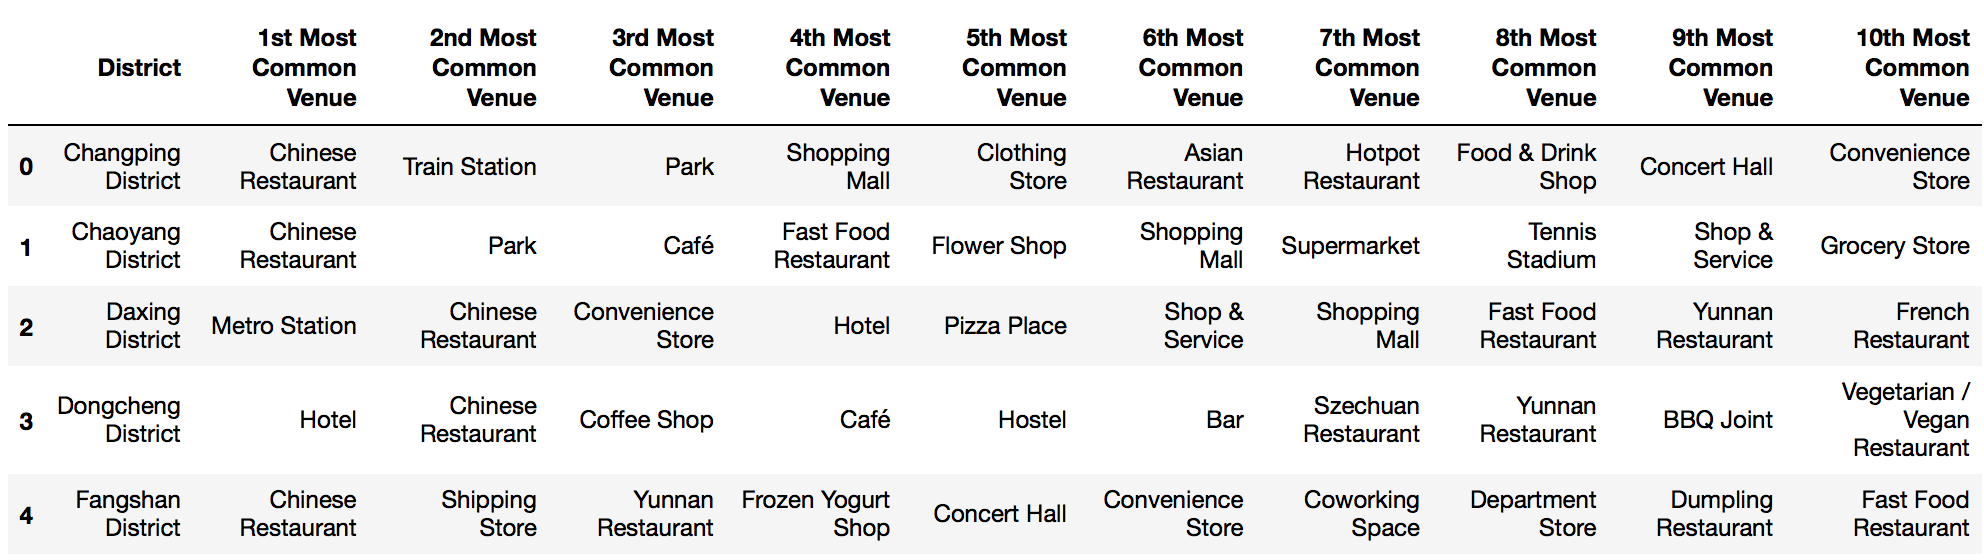 District 1st Most Common Venue 2nd Most Common Venue 3rd Most Common Venue 4th Most Common Venue 5th Most Common Venue 6th Most Common Venue 7th Most Common Venue 8th Most Common Venue 9th Most Common Venue 10th Most Common Venue
0 Changping District Chinese Restaurant Train Station Park Shopping Mall Clothing Store Asian Restaurant Hotpot Restaurant Food & Drink Shop Concert Hall Convenience Store
1 Chaoyang District Chinese Restaurant Park Café Fast Food Restaurant Flower Shop Shopping Mall Supermarket Tennis Stadium Shop & Service Grocery Store
2 Daxing District Metro Station Chinese Restaurant Convenience Store Hotel Pizza Place Shop & Service Shopping Mall Fast Food Restaurant Yunnan Restaurant French Restaurant
3 Dongcheng District Hotel Chinese Restaurant Coffee Shop Café Hostel Bar Szechuan Restaurant Yunnan Restaurant BBQ Joint Vegetarian / Vegan Restaurant
4 Fangshan District Chinese Restaurant Shipping Store Yunnan Restaurant Frozen Yogurt Shop Concert Hall Convenience Store Coworking Space Department Store Dumpling Restaurant Fast Food Restaurant